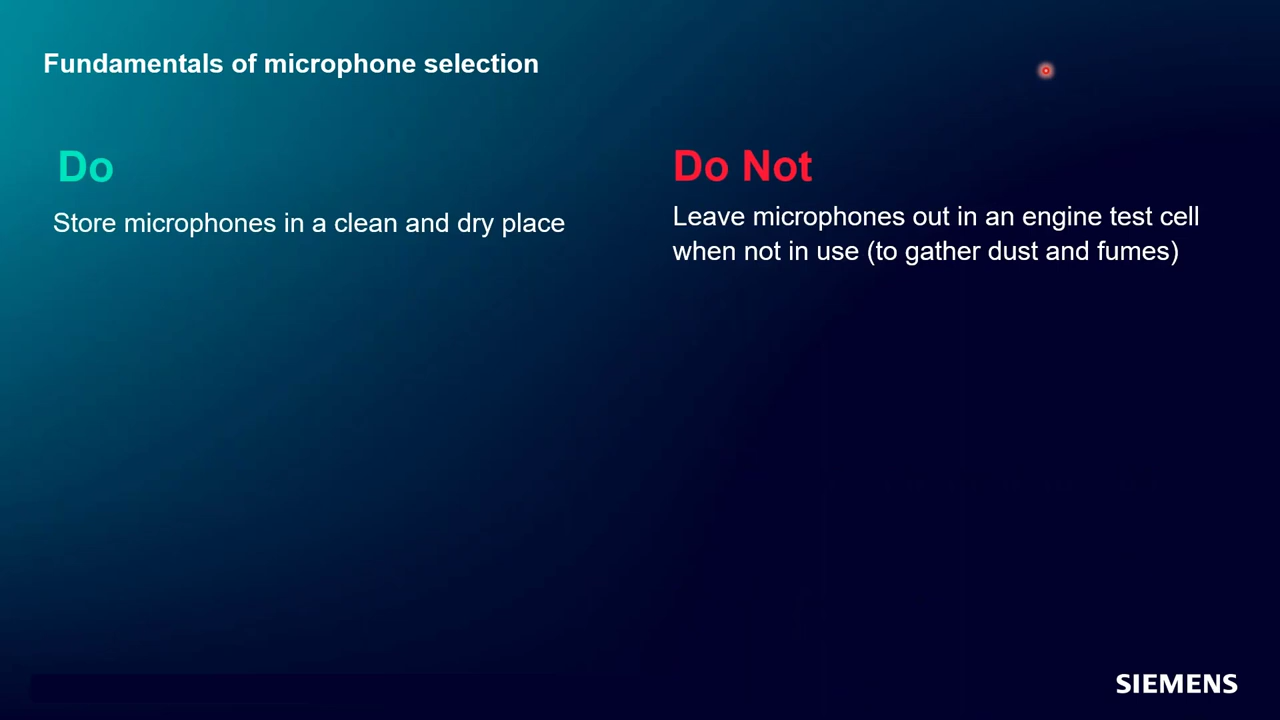 Fundamentals of microphone selection
Do
Store microphones in a clean and dry place
Do Not
Leave microphones out in an engine test cell
when not in use (to gather dust and fumes)
SIEMENS